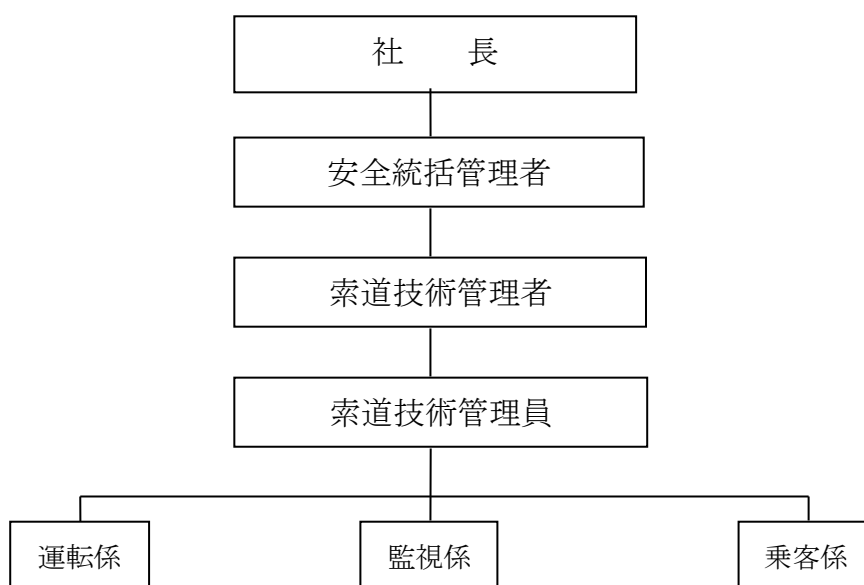 社　　長
安全統括管理者
索道技術管理者
索道技術管理員
運転係　監視係　乗客係